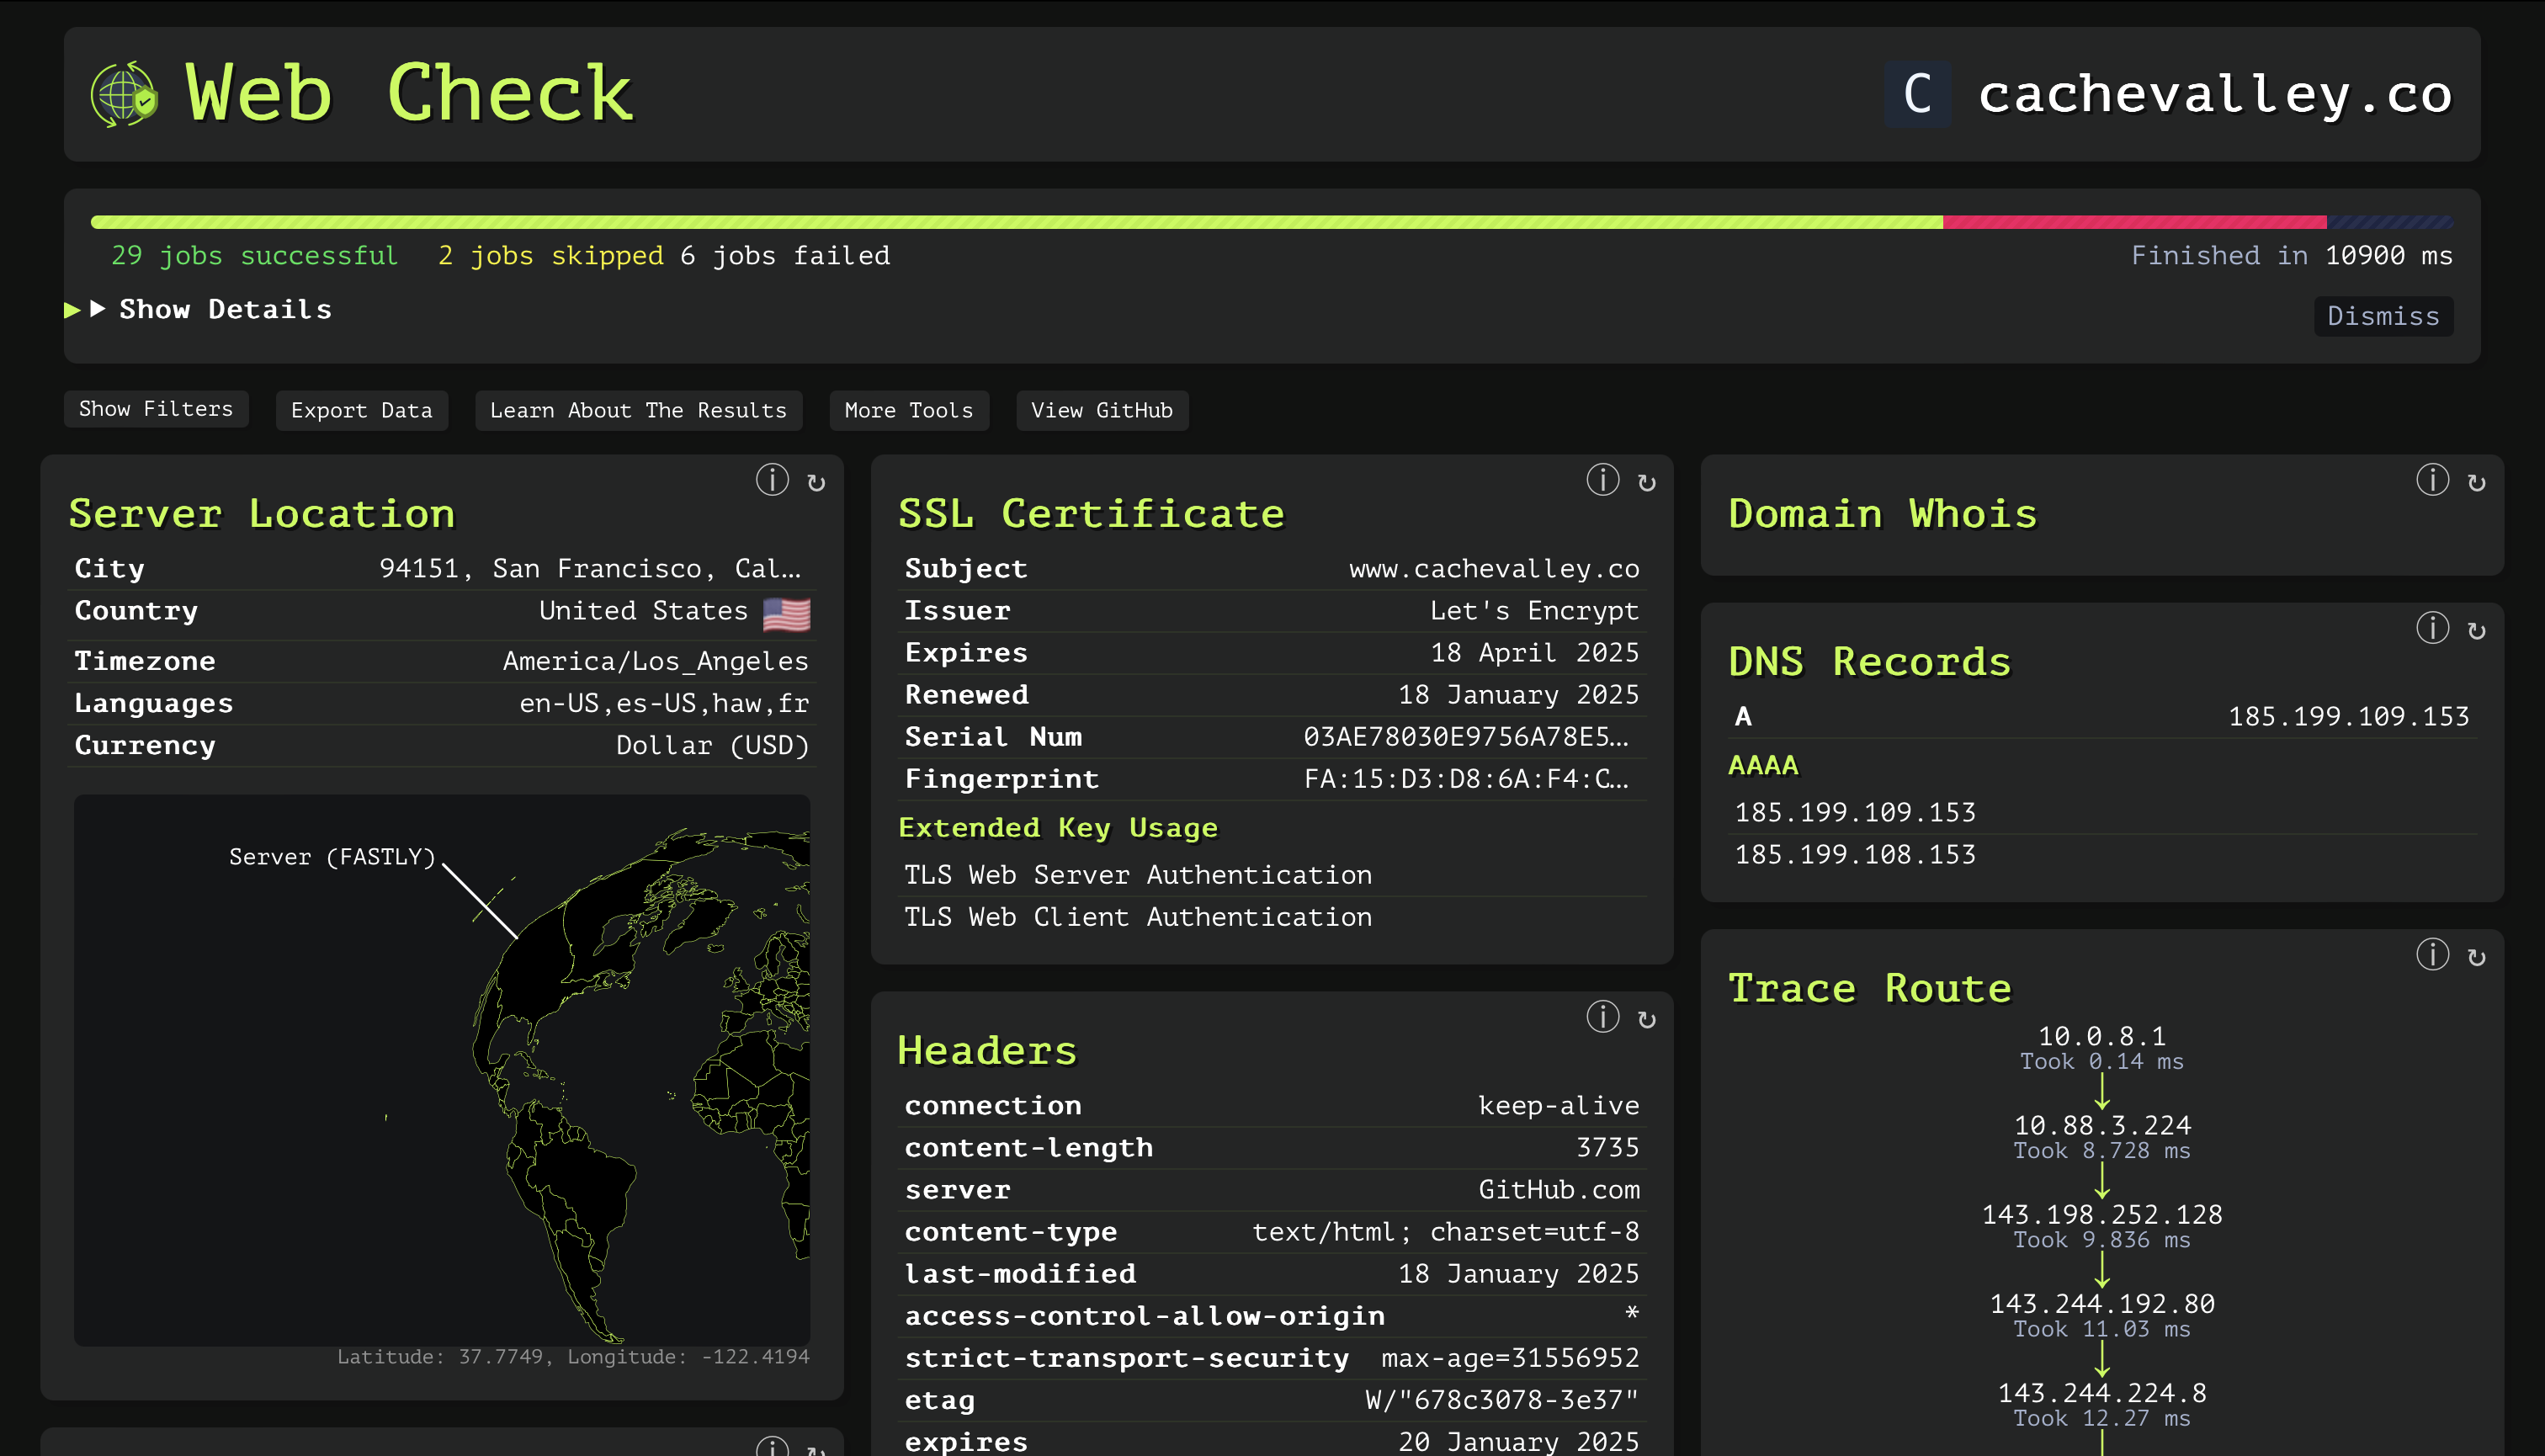 Web Check
C cachevalley.co
29 jobs successful 2 jobs skipped 6 jobs failed
Finished in 10900 ms
Show Details
Dismiss
Show Filters
Export Data
Learn About The Results
More Tools
View GitHub
Server Location
City 94151, San Francisco, Cal…
Country United States
Timezone America/Los_Angeles
Languages en-US,es-US,haw,fr
Currency Dollar (USD)
Server (FASTLY)
Latitude: 37.7749, Longitude: -122.4194
SSL Certificate
Subject www.cachevalley.co
Issuer Let's Encrypt
Expires 18 April 2025
Renewed 18 January 2025
Serial Num 03AE78030E9756A78E5…
Fingerprint FA:15:D3:D8:6A:F4:C…
Extended Key Usage
TLS Web Server Authentication
TLS Web Client Authentication
Headers
connection keep-alive
content-length 3735
server GitHub.com
content-type text/html; charset=utf-8
last-modified 18 January 2025
access-control-allow-origin *
strict-transport-security max-age=31556952
etag W/"678c3078-3e37"
expires 20 January 2025
Domain Whois
DNS Records
A 185.199.109.153
AAAA
185.199.109.153
185.199.108.153
Trace Route
10.0.8.1
Took 0.14 ms
10.88.3.224
Took 8.728 ms
143.198.252.128
Took 9.836 ms
143.244.192.80
Took 11.03 ms
143.244.224.8
Took 12.27 ms